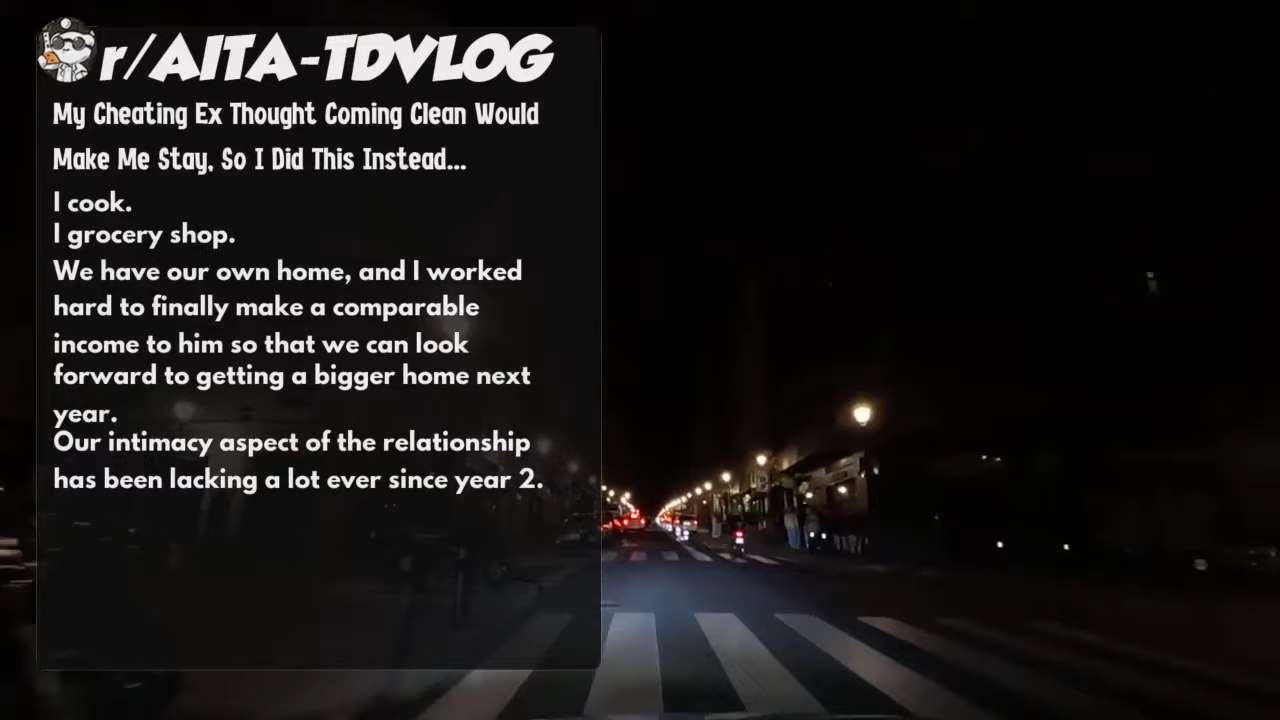 r/AITA-TDVLOG
My Cheating Ex Thought Coming Clean Would
Make Me Stay, So I Did This Instead...
I cook.
I grocery shop.
We have our own home, and I worked
hard to finally make a comparable
income to him so that we can look
forward to getting a bigger home next
year.
Our intimacy aspect of the relationship
has been lacking a lot ever since year 2.